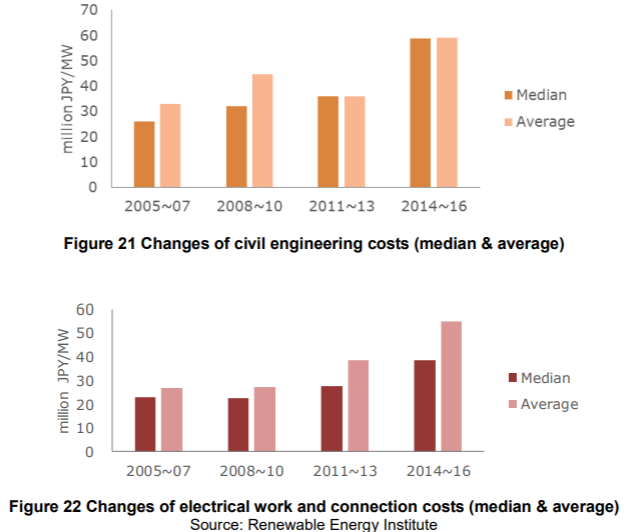 70
60
50
40
30
20
10
0
million JPY/MW
2005~07 2008~10 2011~13 2014~16
Median
Average
Figure 21 Changes of civil engineering costs (median & average)
60
50
40
30
20
10
0
million JPY/MW
2005~07 2008~10 2011~13 2014~16
Median
Average
Figure 22 Changes of electrical work and connection costs (median & average)
Source: Renewable Energy Institute